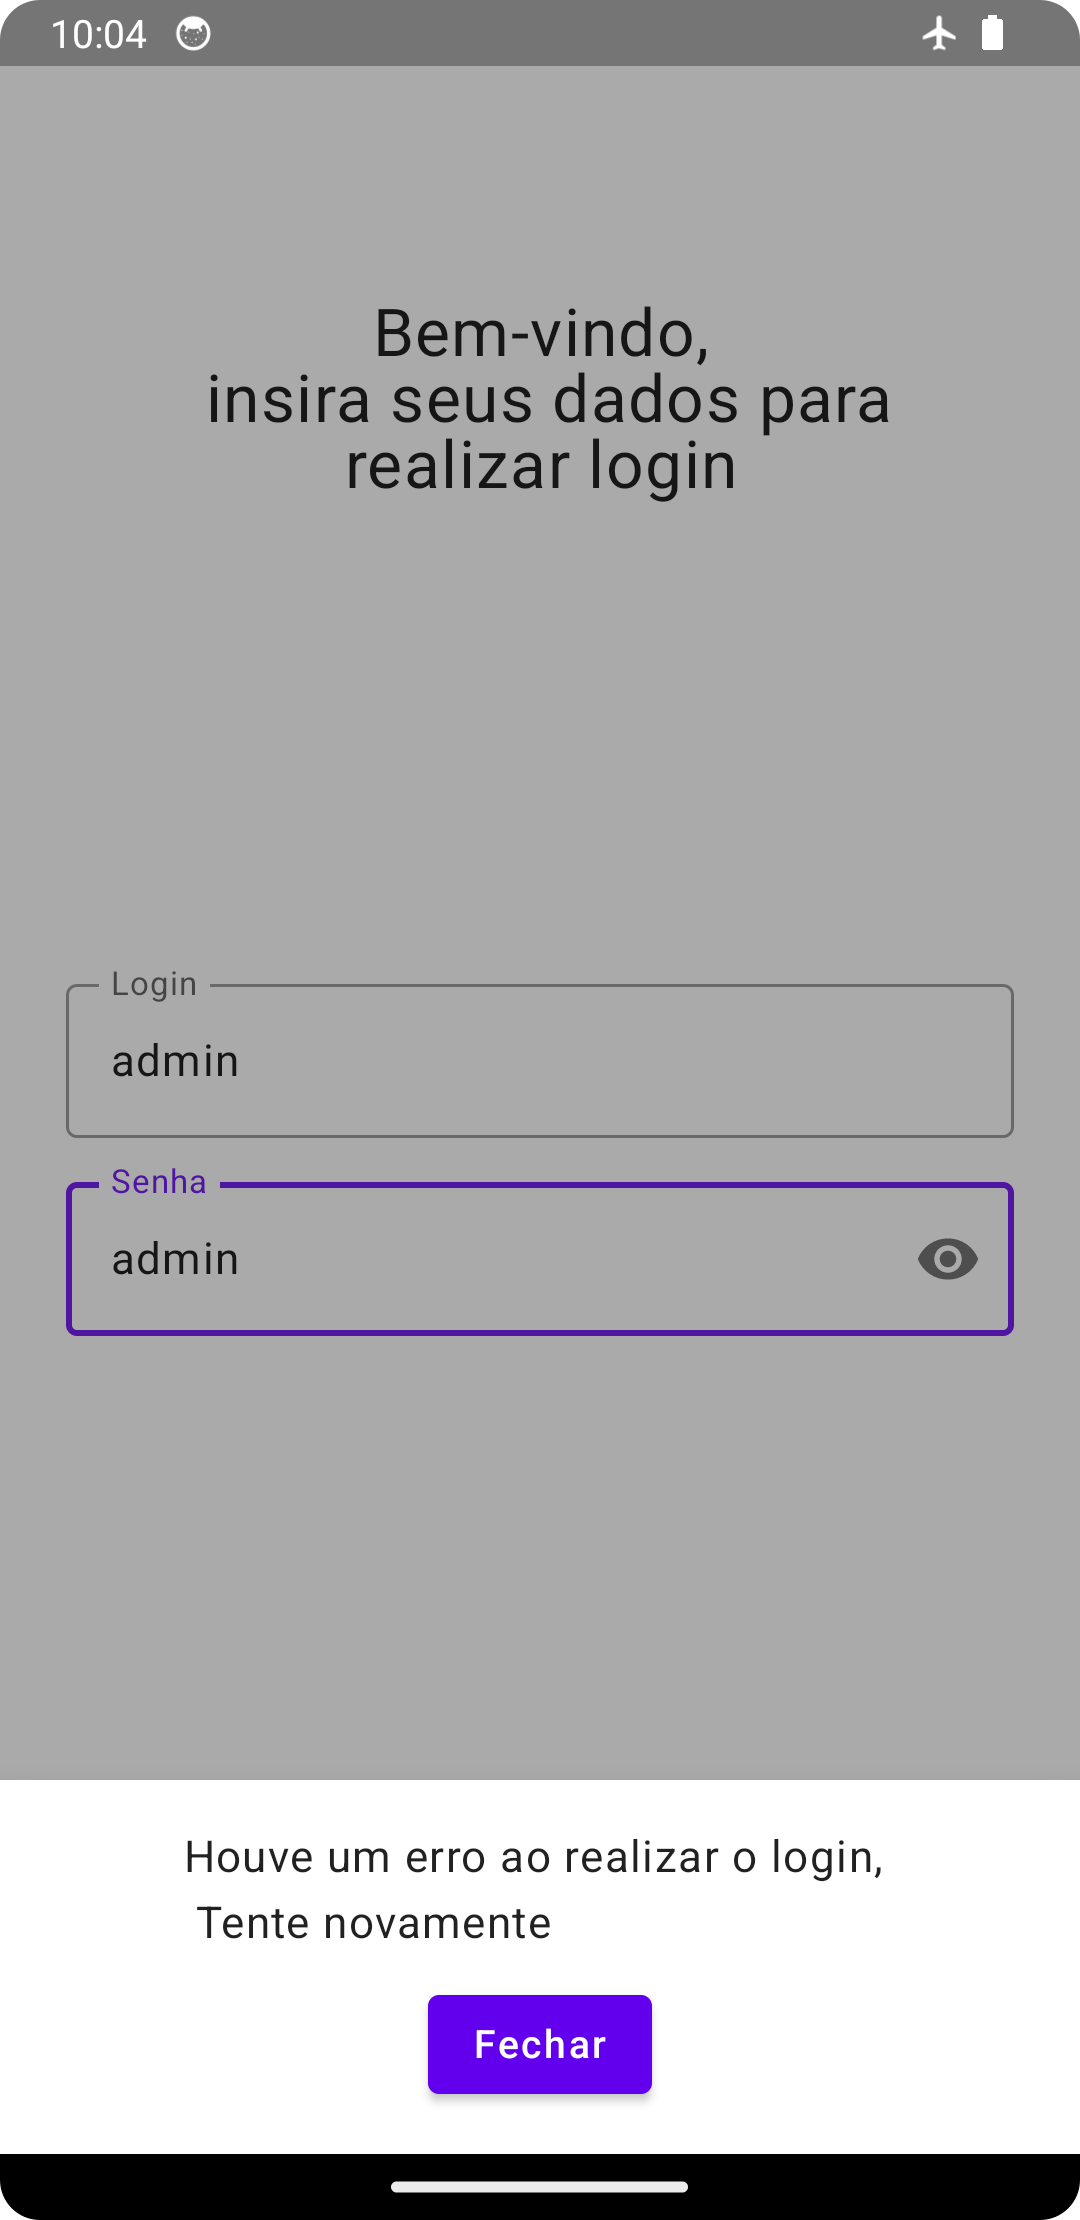 10:04
Bem-vindo,
insira seus dados para
realizar login
Login
admin
Senha
admin
Houve um erro ao realizar o login,
Tente novamente
Fechar